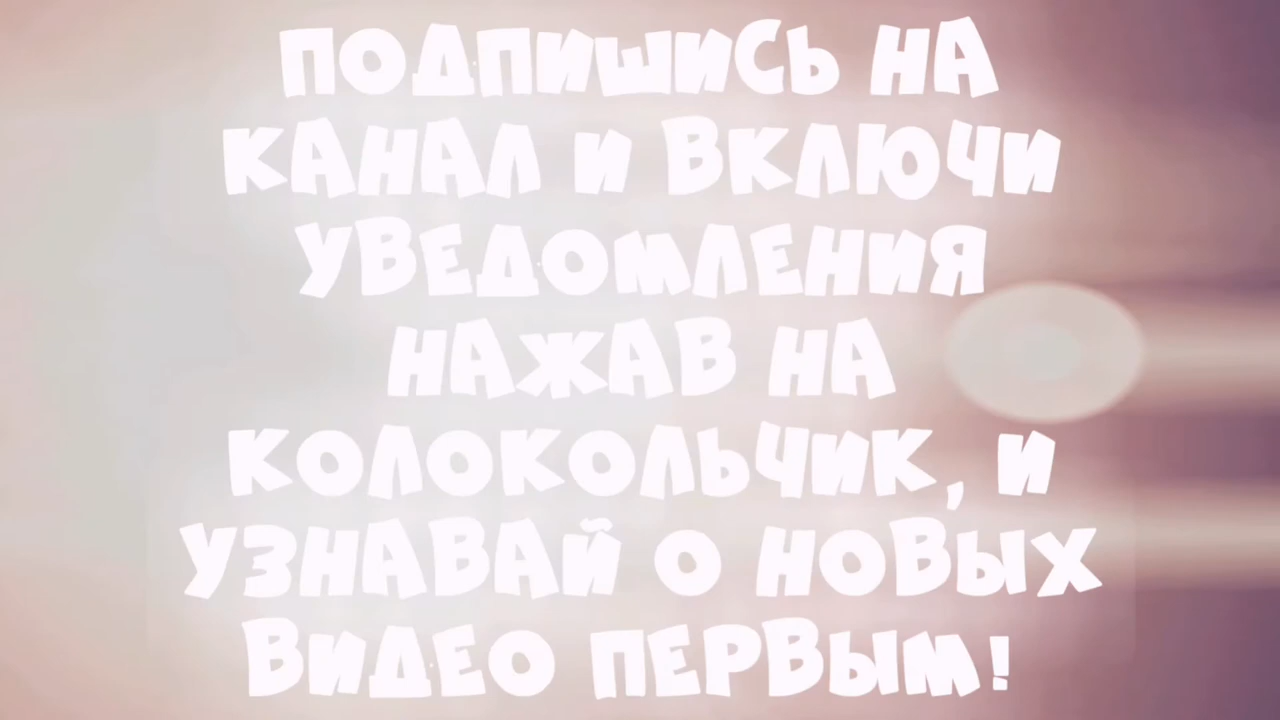 ПОДПИШИСЬ НА
КАНАЛ И ВКЛЮЧИ
УВЕДОМЛЕНИЯ
НАЖАВ НА
КОЛОКОЛЬЧИК, И
УЗНАВАЙ О НОВЫХ
ВИДЕО ПЕРВЫМ!